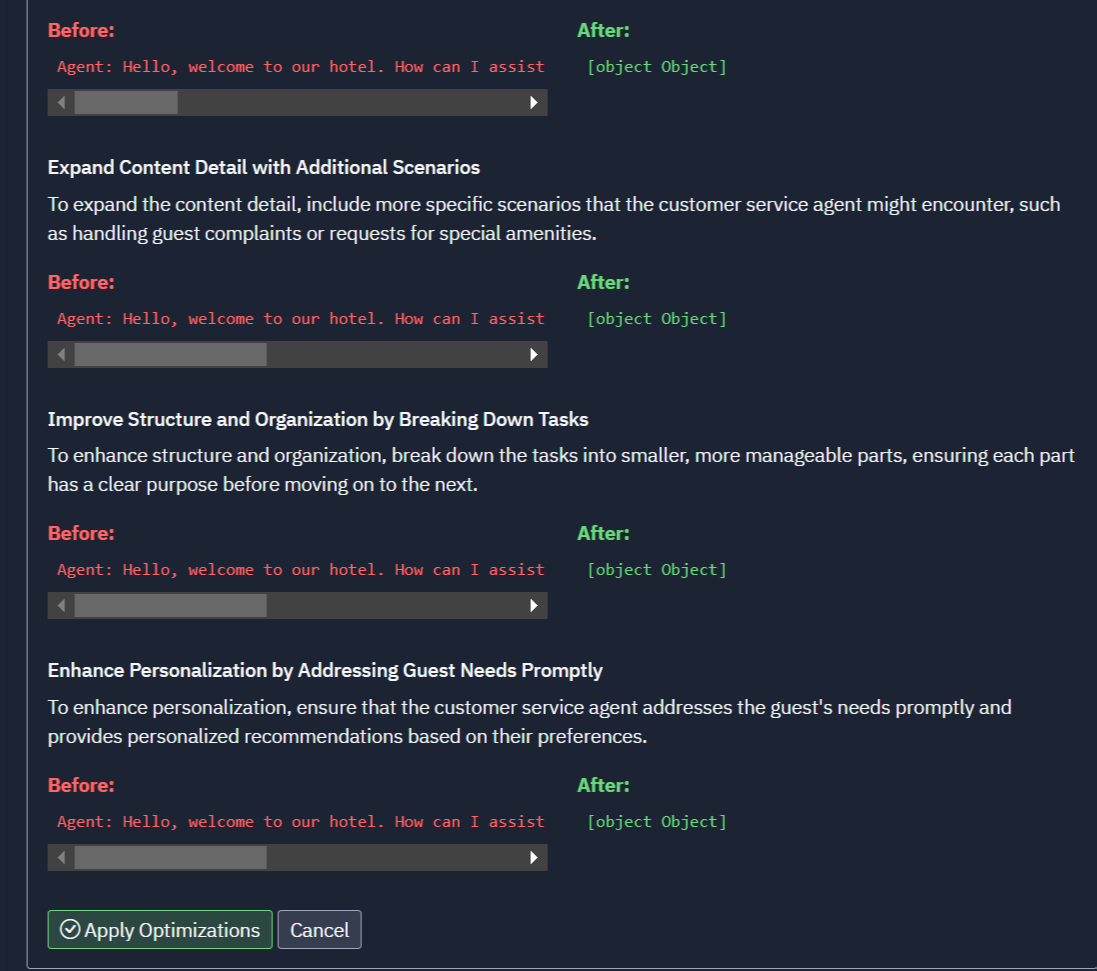 Before:
After:
Agent: Hello, welcome to our hotel. How can I assist
[object Object]
Expand Content Detail with Additional Scenarios
To expand the content detail, include more specific scenarios that the customer service agent might encounter, such
as handling guest complaints or requests for special amenities.
Before:
After:
Agent: Hello, welcome to our hotel. How can I assist
[object Object]
Improve Structure and Organization by Breaking Down Tasks
To enhance structure and organization, break down the tasks into smaller, more manageable parts, ensuring each part
has a clear purpose before moving on to the next.
Before:
After:
Agent: Hello, welcome to our hotel. How can I assist
[object Object]
Enhance Personalization by Addressing Guest Needs Promptly
To enhance personalization, ensure that the customer service agent addresses the guest's needs promptly and
provides personalized recommendations based on their preferences.
Before:
After:
Agent: Hello, welcome to our hotel. How can I assist
[object Object]
Apply Optimizations
Cancel